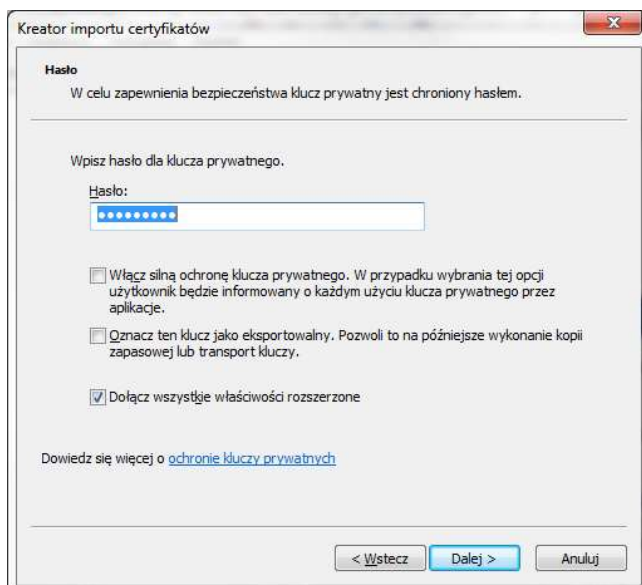 Kreator importu certyfikatów
Hasło
W celu zapewnienia bezpieczeństwa klucz prywatny jest chroniony hasłem.
Wpisz hasło dla klucza prywatnego.
Hasło:
●●●●●●●●●
Włącz silną ochronę klucza prywatnego. W przypadku wybrania tej opcji
użytkownik będzie informowany o każdym użyciu klucza prywatnego przez
aplikacje.
Oznacz ten klucz jako eksportowalny. Pozwoli to na późniejsze wykonanie kopii
zapasowej lub transport kluczy.
Dołącz wszystkie właściwości rozszerzone
Dowiedz się więcej o ochronie kluczy prywatnych
< Wstecz
Dalej >
Anuluj